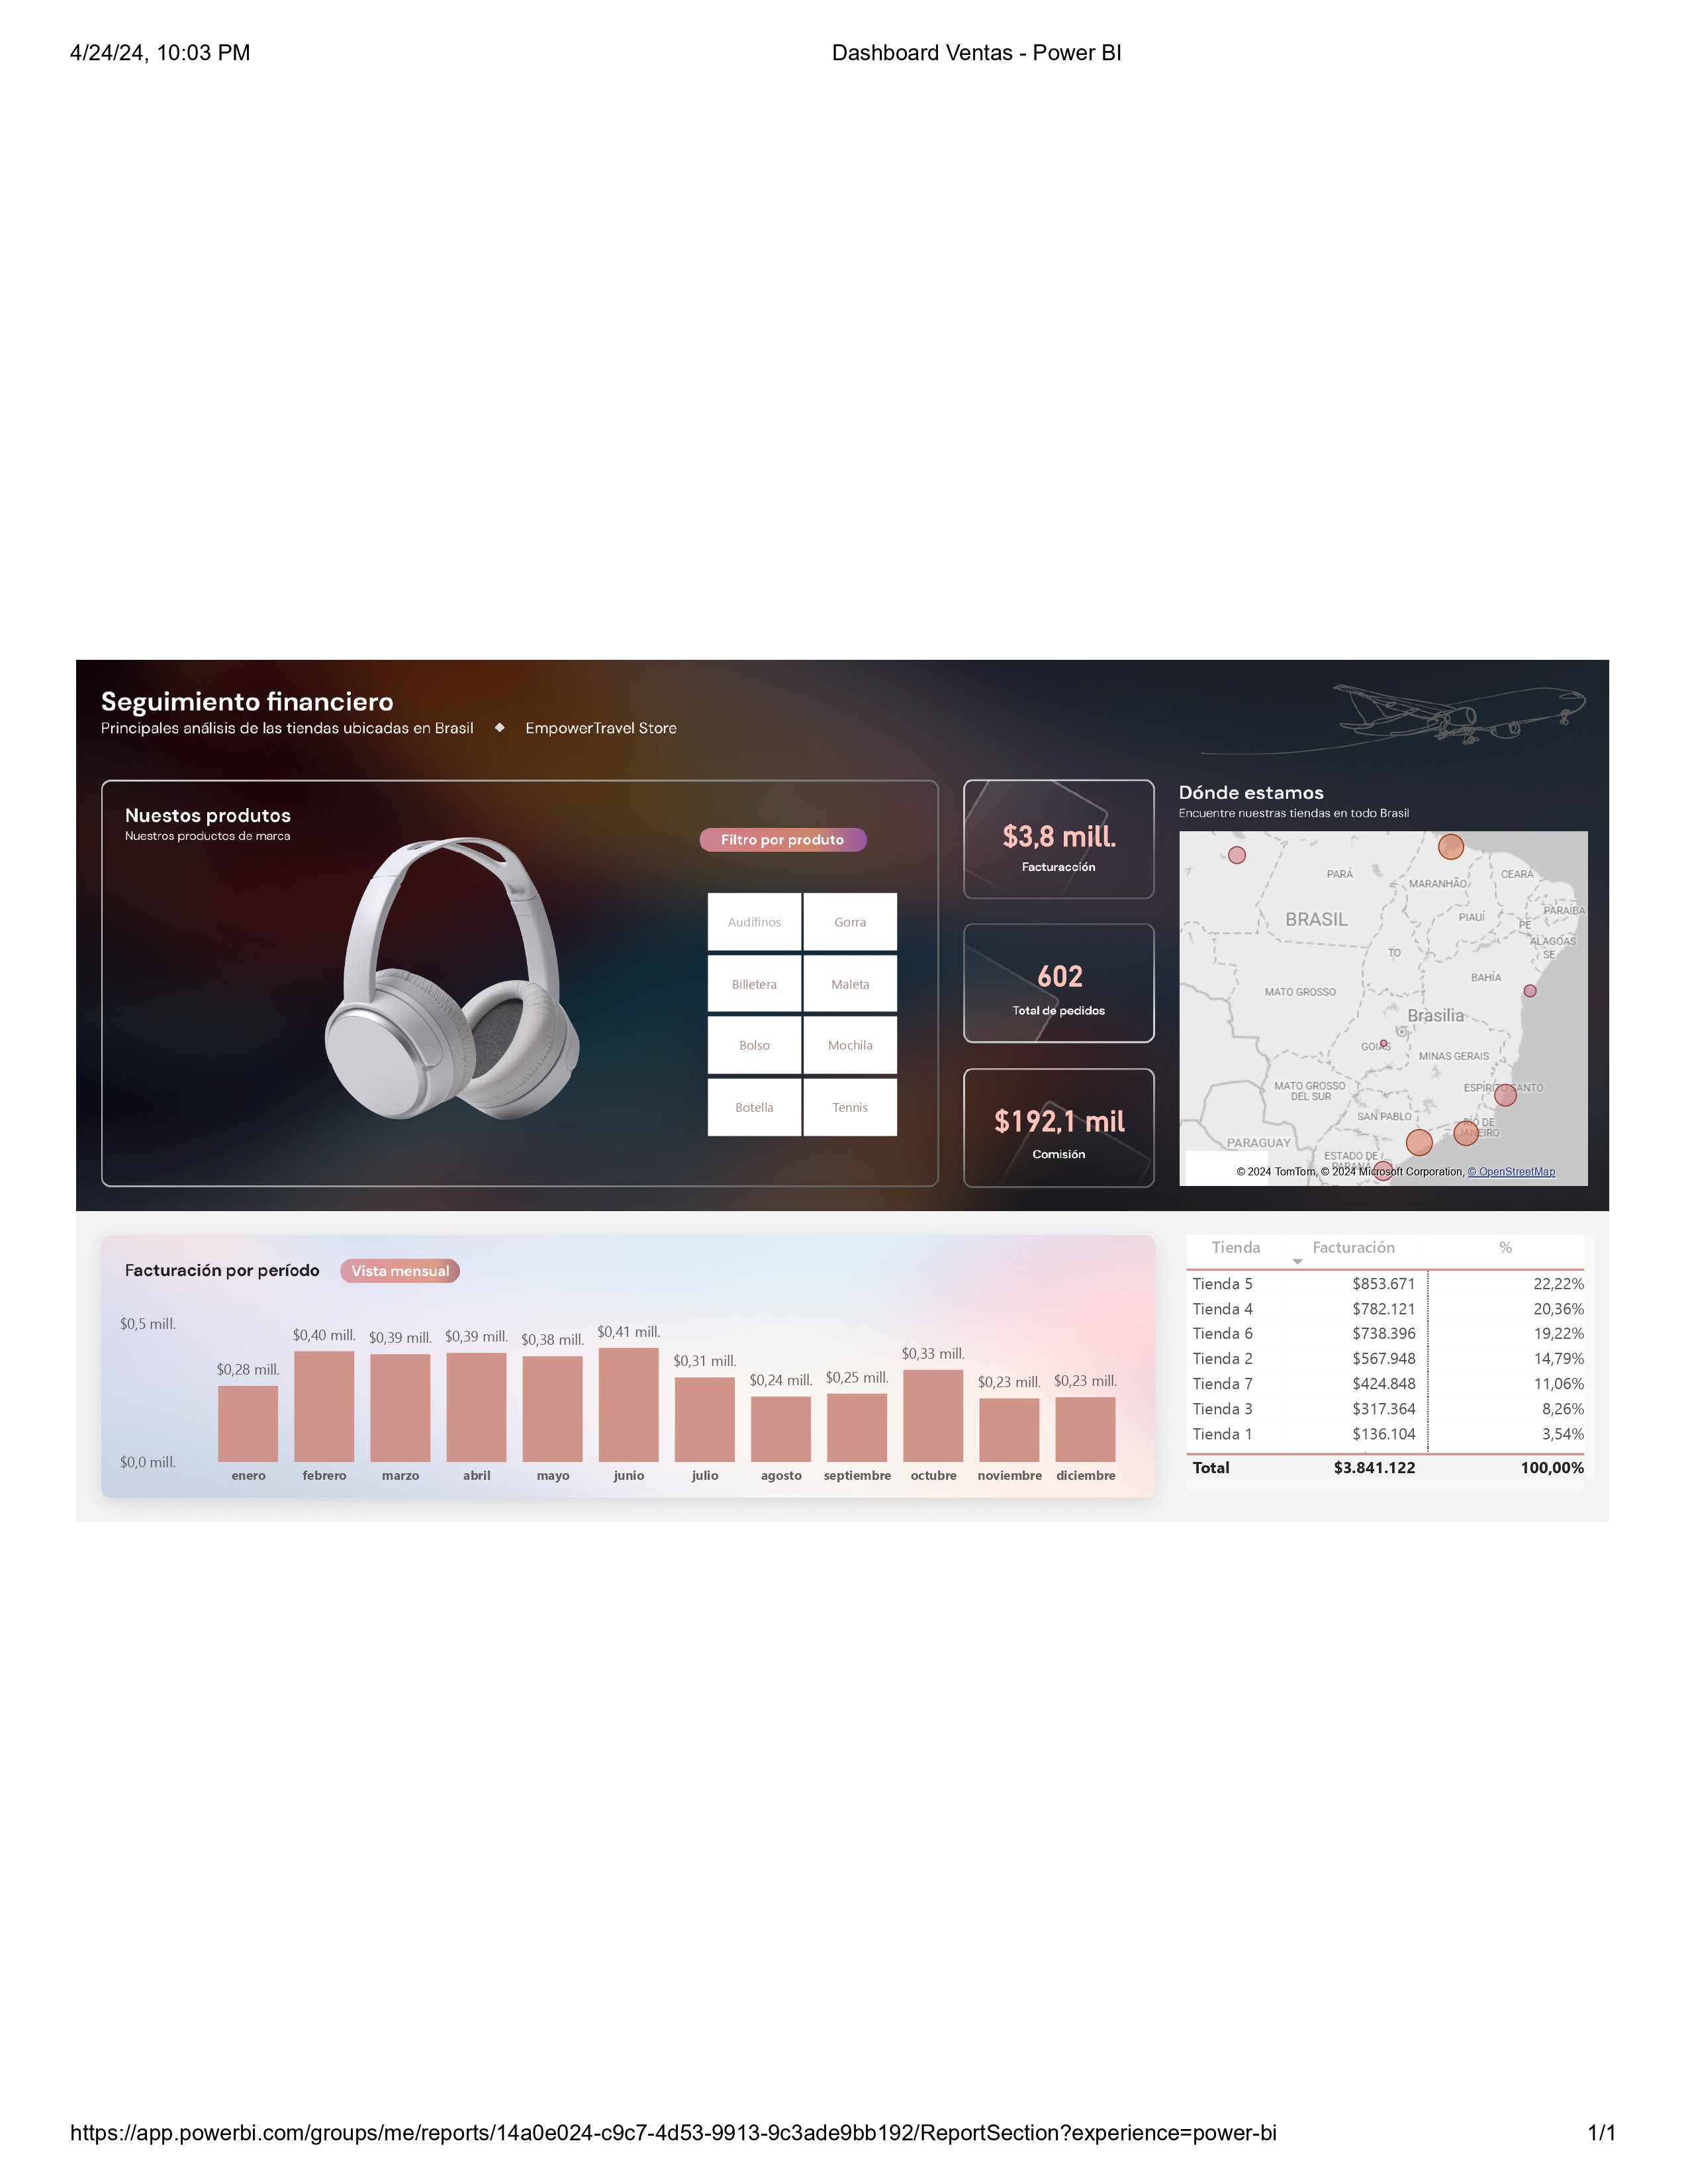 4/24/24, 10:03 PM
Dashboard Ventas - Power BI
Seguimiento financiero
Principales análisis de las tiendas ubicadas en Brasil ◆ EmpowerTravel Store
Nuestos produtos
Nuestros productos de marca
Filtro por produto
Audifinos
Gorra
Billetera
Maleta
Bolso
Mochila
Botella
Tennis
$3,8 mill.
Facturacción
602
Total de pedidos
$192,1 mil
Comisión
Dónde estamos
Encuentre nuestras tiendas en todo Brasil
PARÁ
MARANHÃO
CEARÁ
BRASIL
PIAUÍ
PARAÍBA
PE
ALAGOAS
SE
TO
BAHÍA
MATO GROSSO
Brasilia
GOIÁS
MINAS GERAIS
MATO GROSSO
DEL SUR
ESPÍRITO SANTO
SAN PABLO
RÍO DE
JANEIRO
PARAGUAY
ESTADO DE
PARANÁ
© 2024 TomTom, © 2024 Microsoft Corporation, © OpenStreetMap
Facturación por período
Vista mensual
$0,5 mill.
$0,0 mill.
$0,28 mill.
$0,40 mill.
$0,39 mill.
$0,39 mill.
$0,38 mill.
$0,41 mill.
$0,31 mill.
$0,24 mill.
$0,25 mill.
$0,33 mill.
$0,23 mill.
$0,23 mill.
enero
febrero
marzo
abril
mayo
junio
julio
agosto
septiembre
octubre
noviembre
diciembre
Tienda Facturación %
Tienda 5 $853.671 22,22%
Tienda 4 $782.121 20,36%
Tienda 6 $738.396 19,22%
Tienda 2 $567.948 14,79%
Tienda 7 $424.848 11,06%
Tienda 3 $317.364 8,26%
Tienda 1 $136.104 3,54%
Total $3.841.122 100,00%
https://app.powerbi.com/groups/me/reports/14a0e024-c9c7-4d53-9913-9c3ade9bb192/ReportSection?experience=power-bi
1/1